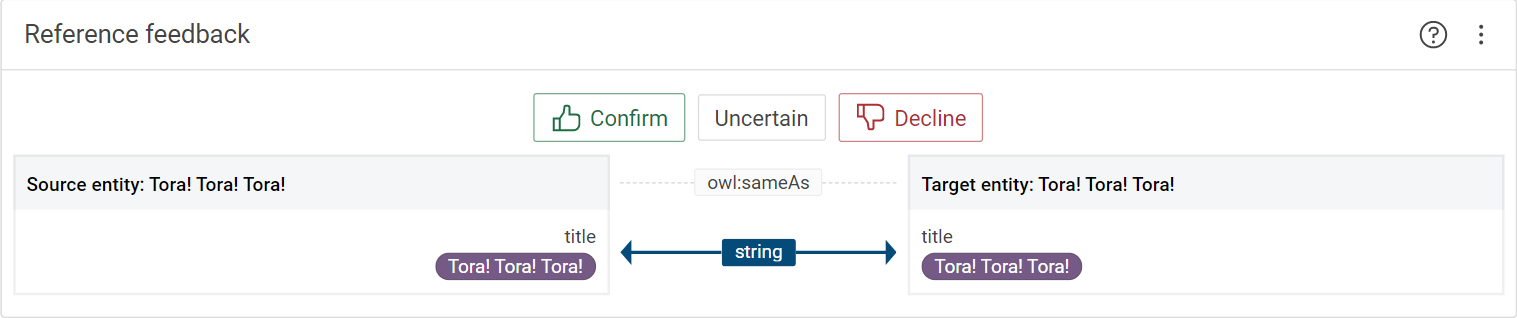 Reference feedback
Confirm
Uncertain
Decline
Source entity: Tora! Tora! Tora!
owl:sameAs
Target entity: Tora! Tora! Tora!
title
title
Tora! Tora! Tora!
string
Tora! Tora! Tora!